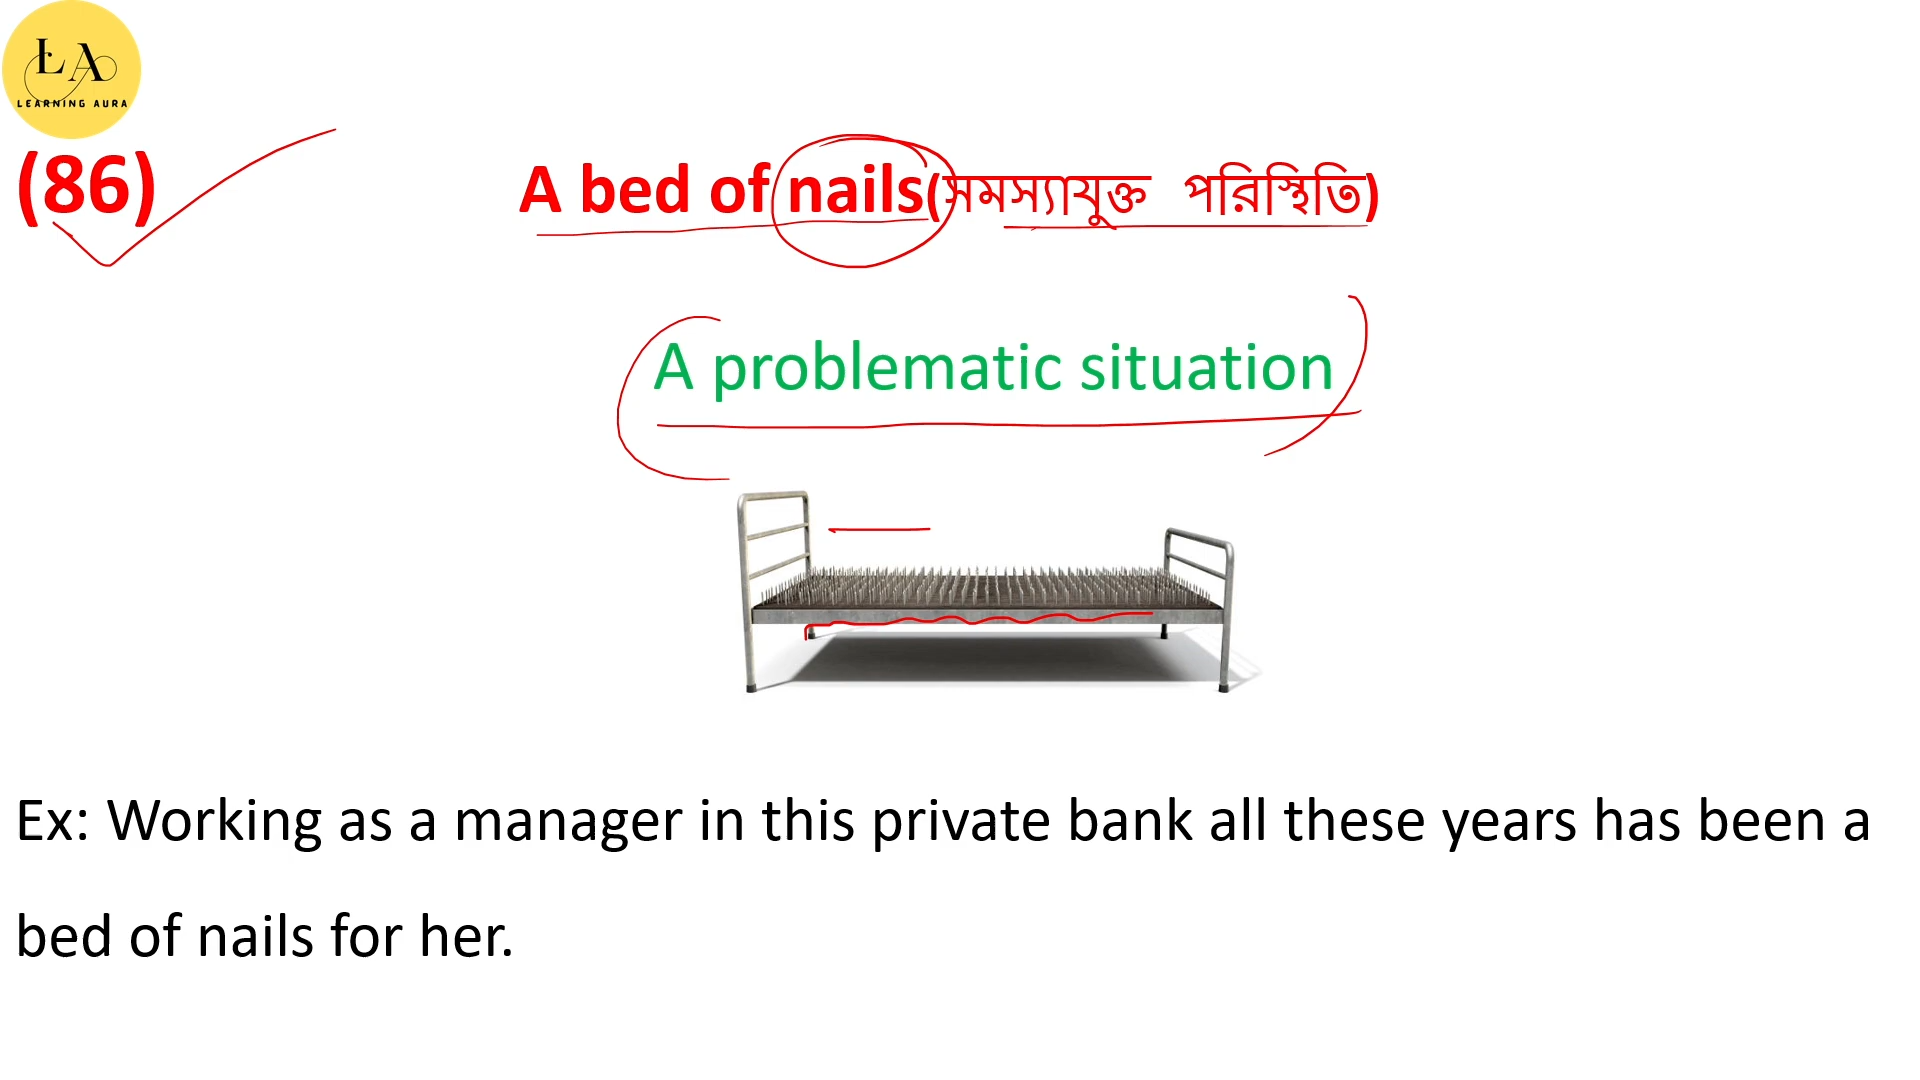 LA
LEARNING AURA
(86)
A bed of nails(সমস্যাযুক্ত পরিস্থিতি)
A problematic situation
Ex: Working as a manager in this private bank all these years has been a
bed of nails for her.